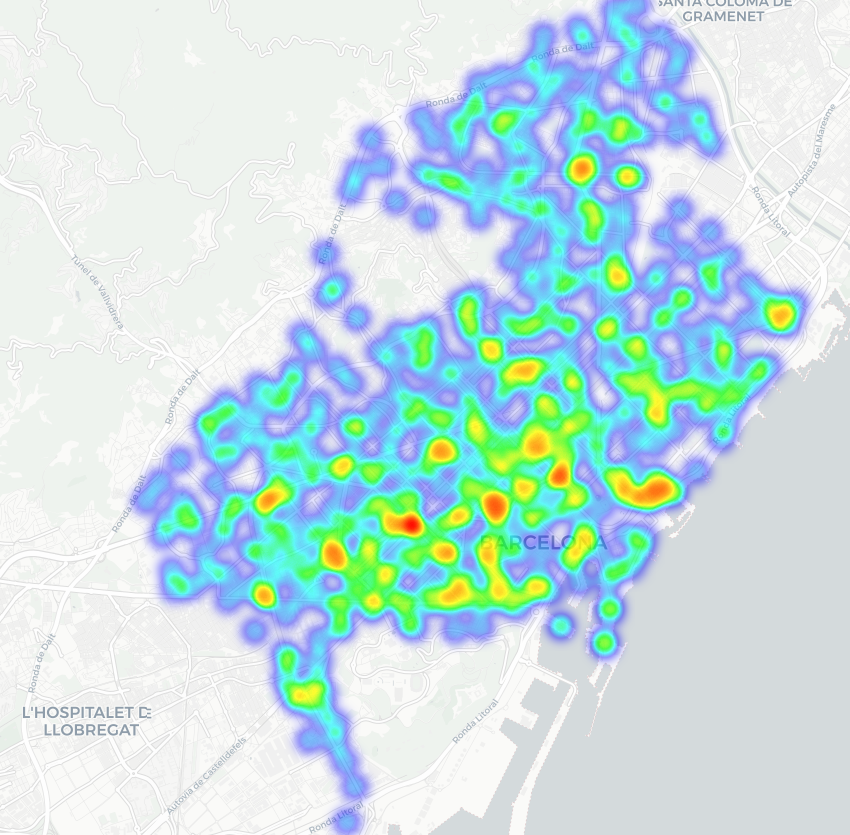 SANTA COLOMA DE
GRAMENET
Ronda de Dalt
Ronda de Dalt
Autopista del Maresme
Ronda Litoral
Ronda de Dalt
Túnel de Vallvidrera
Ronda de Dalt
Ronda Litoral
Ronda de Dalt
BARCELONA
Ronda de Dalt
L'HOSPITALET DE
LLOBREGAT
Ronda Litoral
Autovia de Castelldefels
Ronda Litoral